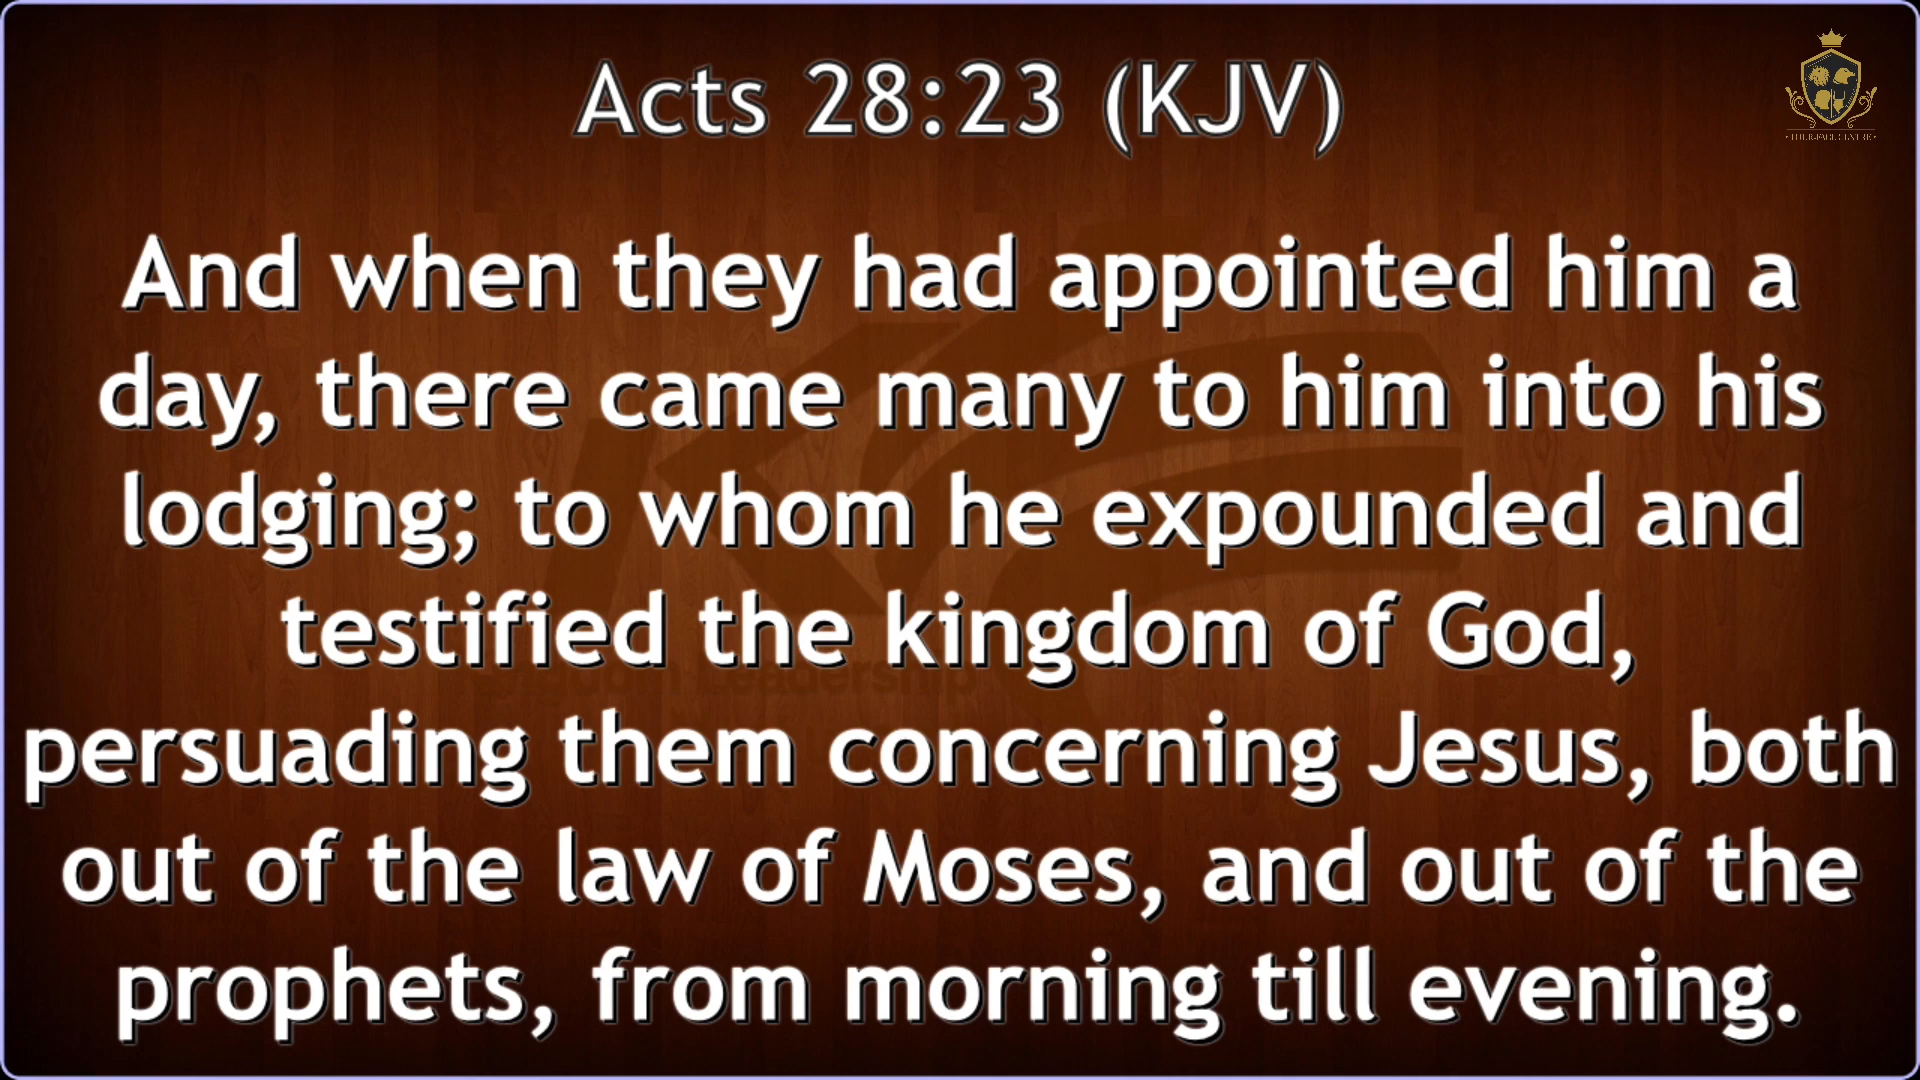 Acts 28:23 (KJV)
And when they had appointed him a
day, there came many to him into his
lodging; to whom he expounded and
testified the kingdom of God,
persuading them concerning Jesus, both
out of the law of Moses, and out of the
prophets, from morning till evening.
Leadership